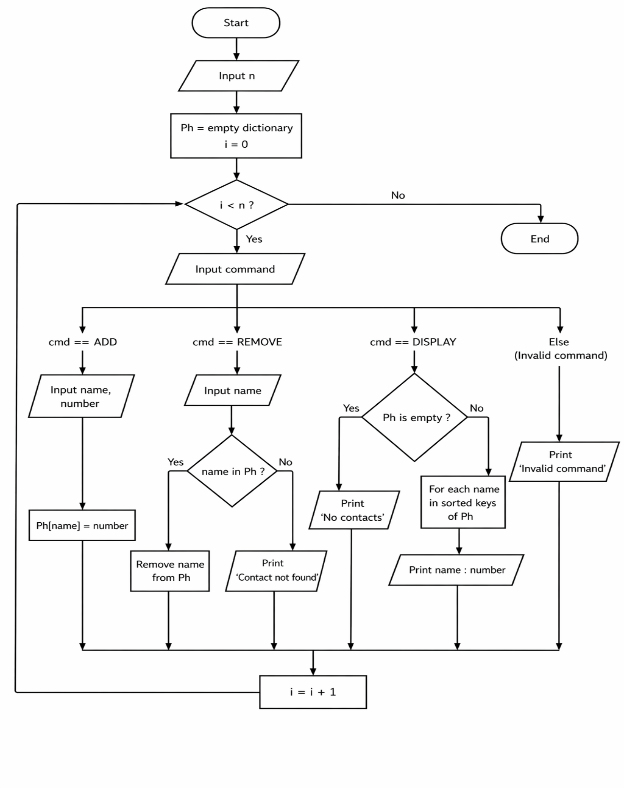 Start
Input n
Ph = empty dictionary
i = 0
i < n ?
No
End
Yes
Input command
cmd == ADD
cmd == REMOVE
cmd == DISPLAY
Else
(Invalid command)
Input name,
number
Input name
Ph is empty ?
Yes
No
name in Ph ?
Yes
No
Print
'Invalid command'
For each name
in sorted keys
of Ph
Print
'No contacts'
Ph[name] = number
Remove name
from Ph
Print
'Contact not found'
Print name : number
i = i + 1